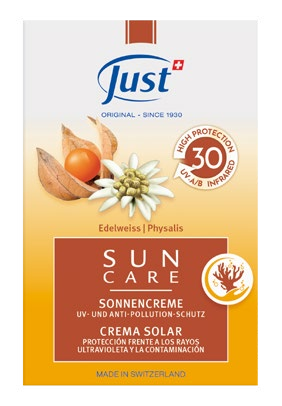 Just
ORIGINAL - SINCE 1930
HIGH PROTECTION
30
UV-A/B INFRARED
Edelweiss | Physalis
SUN
CARE
SONNENCREME
UV- UND ANTI-POLLUTION-SCHUTZ
CREMA SOLAR
PROTECCIÓN FRENTE A LOS RAYOS
ULTRAVIOLETA Y LA CONTAMINACIÓN
MADE IN SWITZERLAND